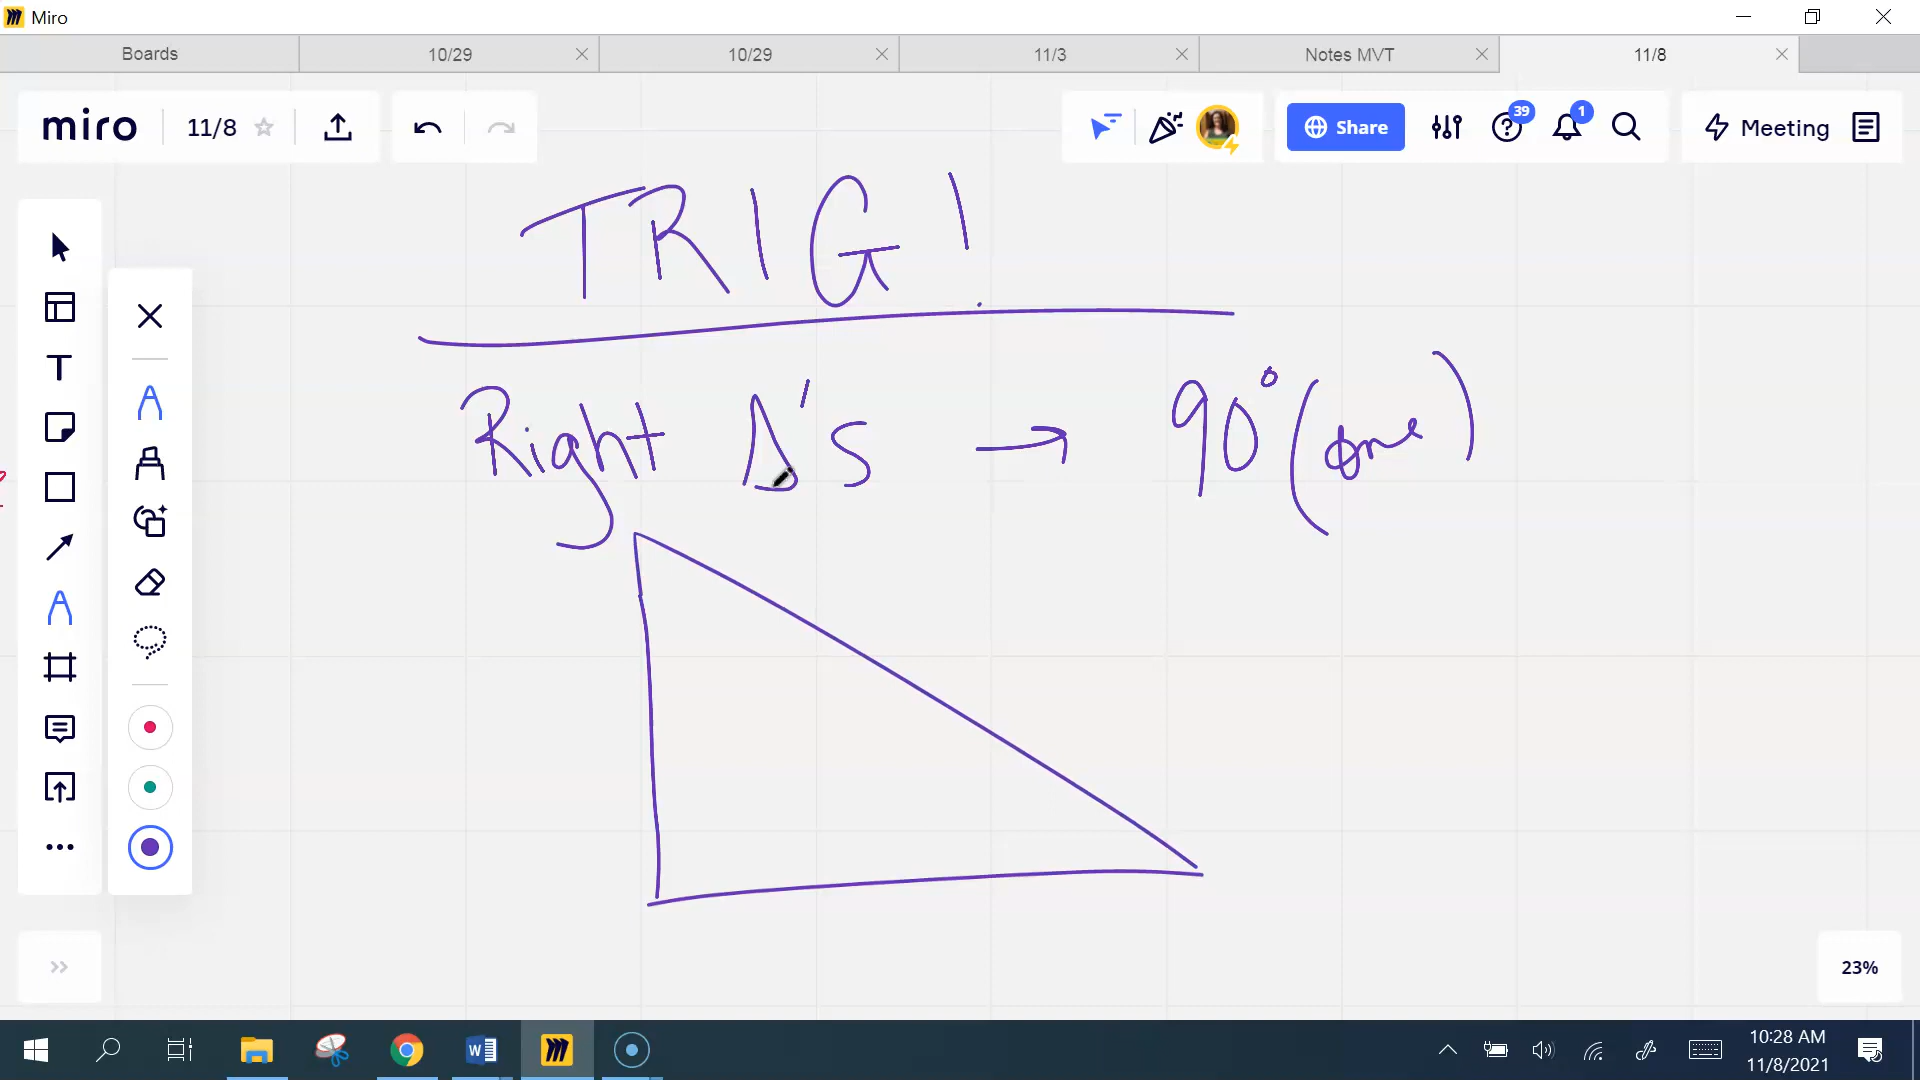 Miro
Boards 10/29 10/29 11/3 Notes MVT 11/8
miro 11/8 Share 39 1 Meeting
TRIG!
Right Δ's → 90° (one)
T
23%
10:28 AM
11/8/2021